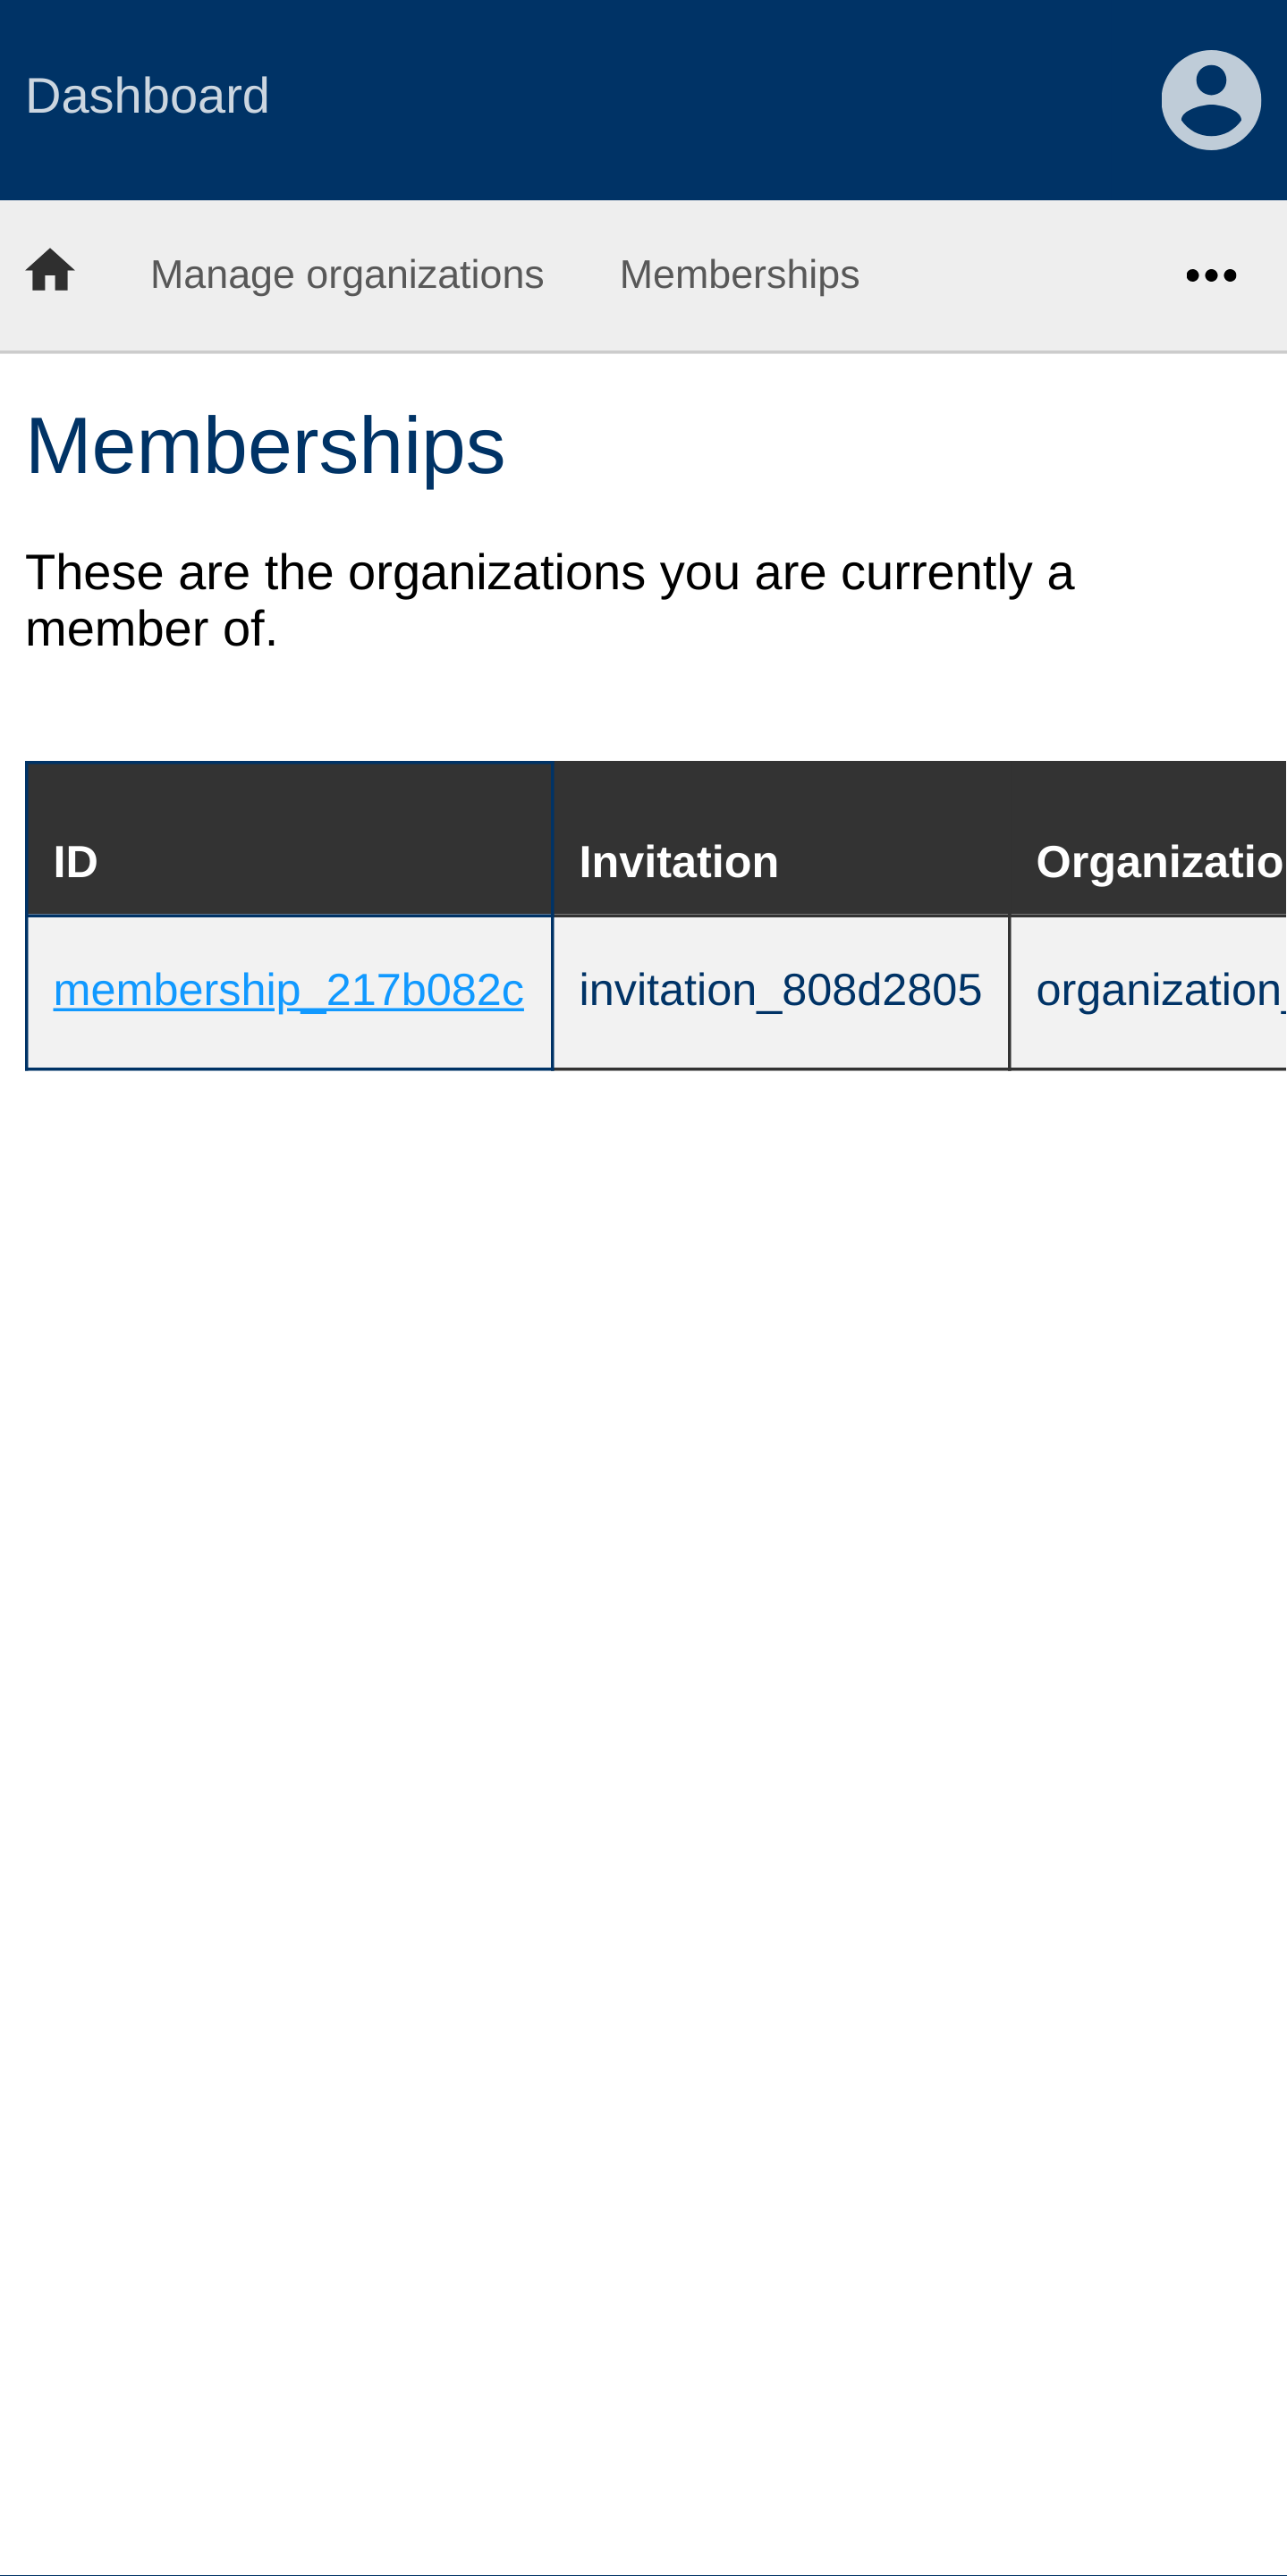 Dashboard
Manage organizations Memberships
Memberships
These are the organizations you are currently a
member of.
ID Invitation Organizatio
membership_217b082c invitation_808d2805 organization_